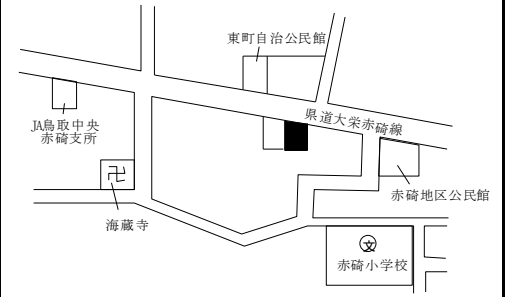 東町自治公民館
県道大栄赤碕線
JA鳥取中央
赤碕支所
卍
赤碕地区公民館
海蔵寺
文
赤碕小学校